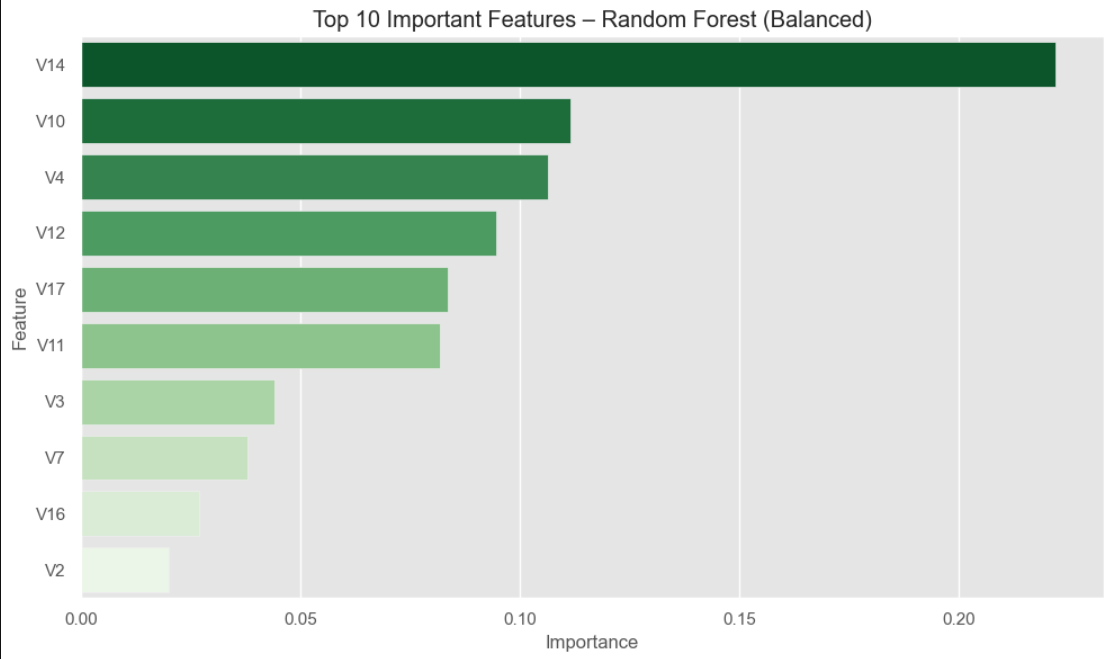 Top 10 Important Features – Random Forest (Balanced)
V14
V10
V4
V12
V17
V11
V3
V7
V16
V2
Feature
0.00 0.05 0.10 0.15 0.20
Importance